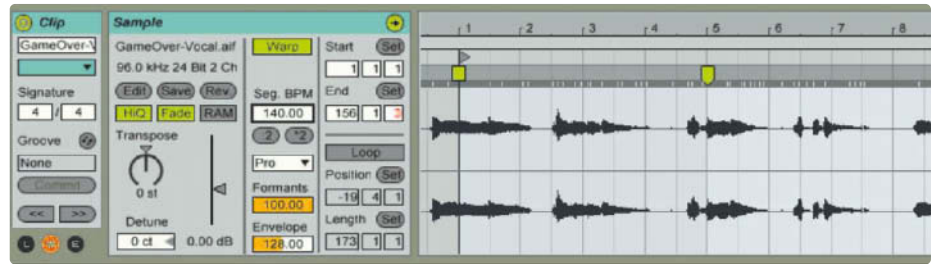 Clip
GameOver-V
Signature
4 / 4
Groove
None
Commit
<< >>
L E
Sample
GameOver-Vocal.aif
96.0 kHz 24 Bit 2 Ch
Edit Save Rev
HiQ Fade RAM
Transpose
0 st
Detune
0 ct 0.00 dB
Warp
Seg. BPM
140.00
:2 *2
Pro
Formants
100.00
Envelope
128.00
Start Set
1 1 1
End Set
156 1 3
Loop
Position Set
-19 4 1
Length Set
173 1 1
1 2 3 4 5 6 7 8